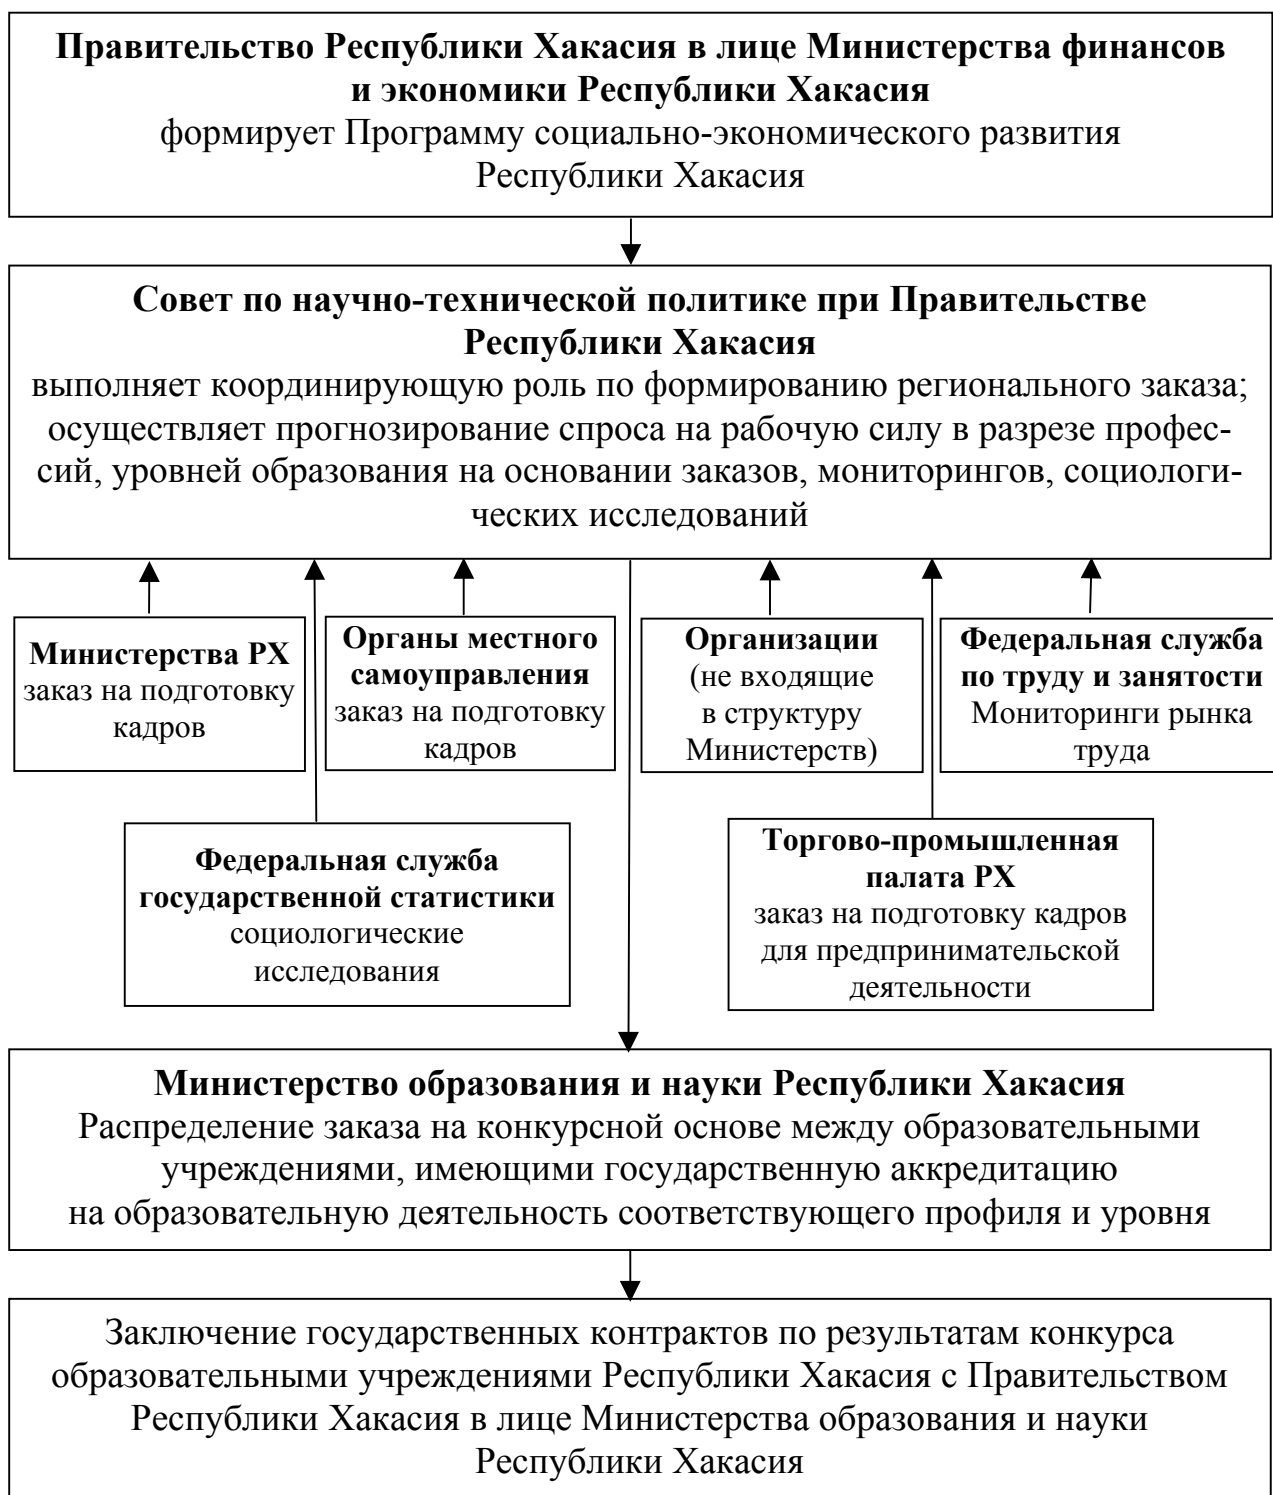 Правительство Республики Хакасия в лице Министерства финансов
и экономики Республики Хакасия
формирует Программу социально-экономического развития
Республики Хакасия
Совет по научно-технической политике при Правительстве
Республики Хакасия
выполняет координирующую роль по формированию регионального заказа;
осуществляет прогнозирование спроса на рабочую силу в разрезе профес-
сий, уровней образования на основании заказов, мониторингов, социологи-
ческих исследований
Министерства РХ
заказ на подготовку
кадров
Органы местного
самоуправления
заказ на подготовку
кадров
Организации
(не входящие
в структуру
Министерств)
Федеральная служба
по труду и занятости
Мониторинги рынка
труда
Федеральная служба
государственной статистики
социологические
исследования
Торгово-промышленная
палата РХ
заказ на подготовку кадров
для предпринимательской
деятельности
Министерство образования и науки Республики Хакасия
Распределение заказа на конкурсной основе между образовательными
учреждениями, имеющими государственную аккредитацию
на образовательную деятельность соответствующего профиля и уровня
Заключение государственных контрактов по результатам конкурса
образовательными учреждениями Республики Хакасия с Правительством
Республики Хакасия в лице Министерства образования и науки
Республики Хакасия